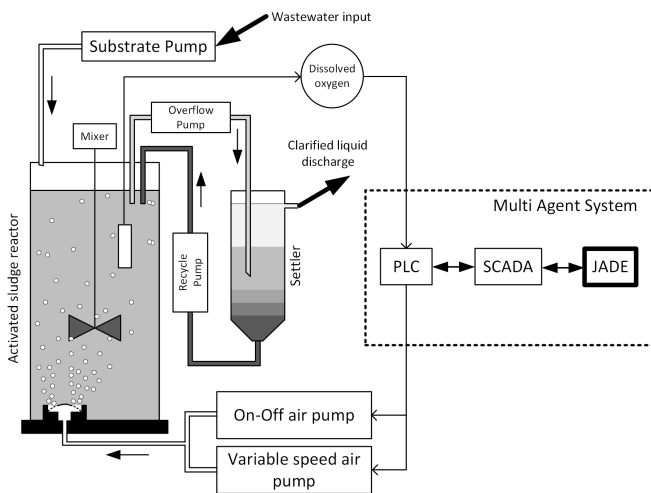 Wastewater input
Substrate Pump
Dissolved
oxygen
Overflow
Pump
Mixer
Clarified liquid
discharge
Multi Agent System
Activated sludge reactor
Recycle
Pump
Settler
PLC
SCADA
JADE
On-Off air pump
Variable speed air
pump